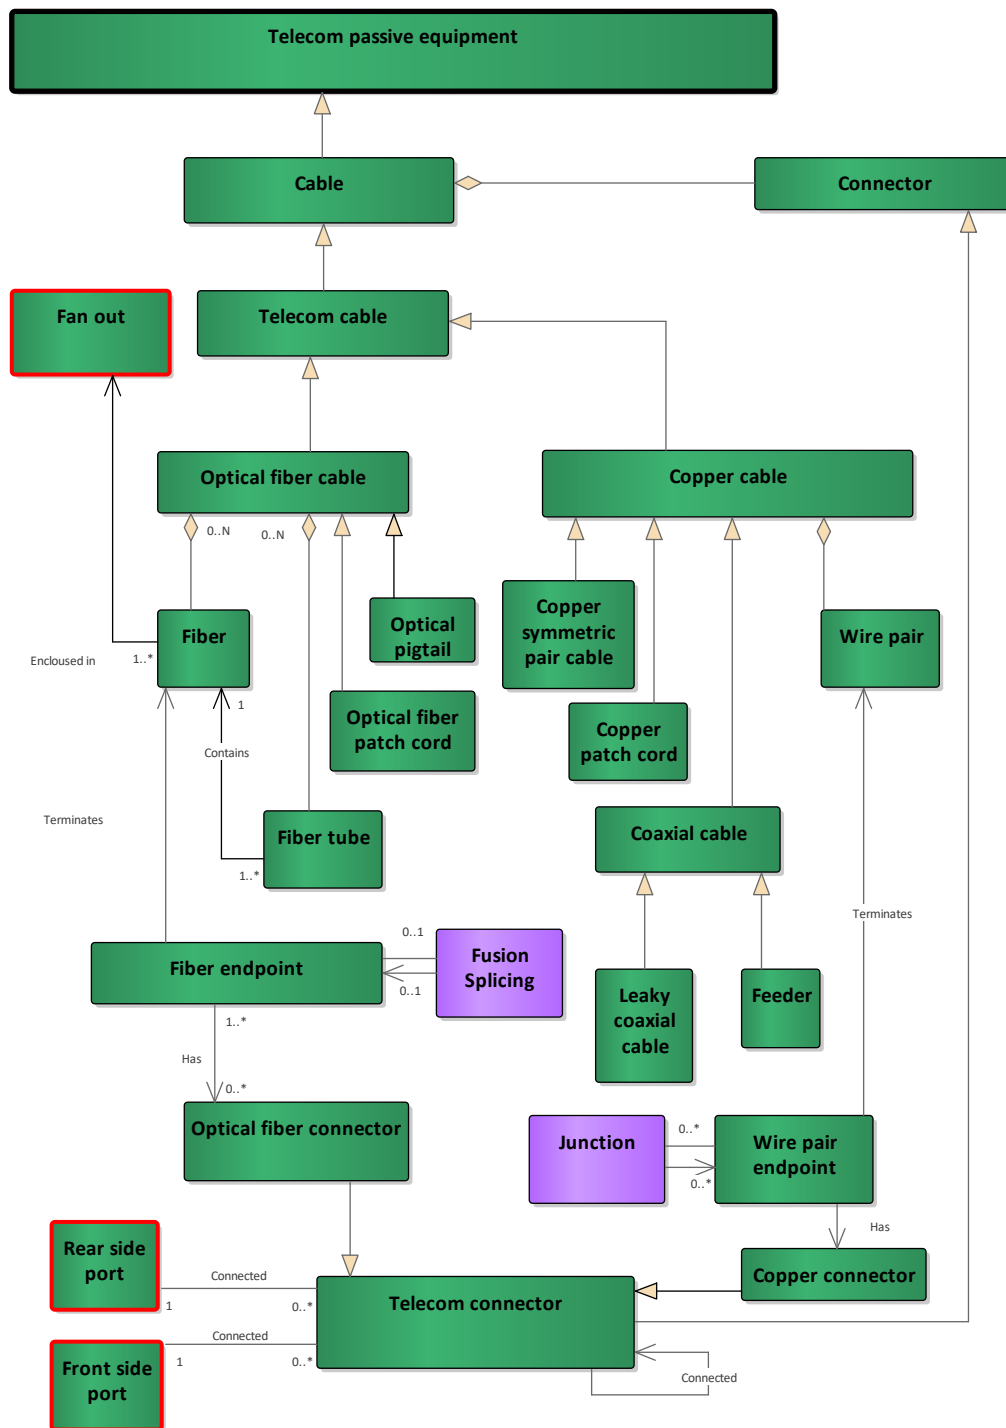 Telecom passive equipment
Cable
Connector
Fan out
Telecom cable
Optical fiber cable
Copper cable
0..N
0..N
Fiber
Optical
pigtail
Copper
symmetric
pair cable
Wire pair
Encloused in
1..*
1
Optical fiber
patch cord
Copper
patch cord
Contains
Terminates
Fiber tube
1..*
Coaxial cable
Terminates
Fiber endpoint
0..1
0..1
Fusion
Splicing
Leaky
coaxial
cable
Feeder
1..*
Has
0..*
Optical fiber connector
Junction
0..*
0..*
Wire pair
endpoint
Has
Rear side
port
Connected
1
0..*
Telecom connector
Copper connector
Front side
port
Connected
1
0..*
Connected